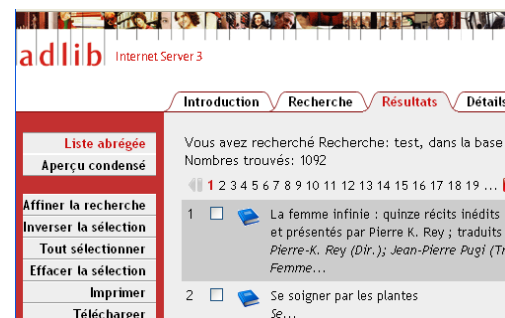 adlib Internet Server 3
Introduction Recherche Résultats Détails
Liste abrégée
Aperçu condensé
Affiner la recherche
Inverser la sélection
Tout sélectionner
Effacer la sélection
Imprimer
Télécharger
Vous avez recherché Recherche: test, dans la base
Nombres trouvés: 1092
1 2 3 4 5 6 7 8 9 10 11 12 13 14 15 16 17 18 19 ...
1 La femme infinie : quinze récits inédits
et présentés par Pierre K. Rey ; traduits
Pierre-K. Rey (Dir.); Jean-Pierre Pugi (Tr
Femme...
2 Se soigner par les plantes
Se...